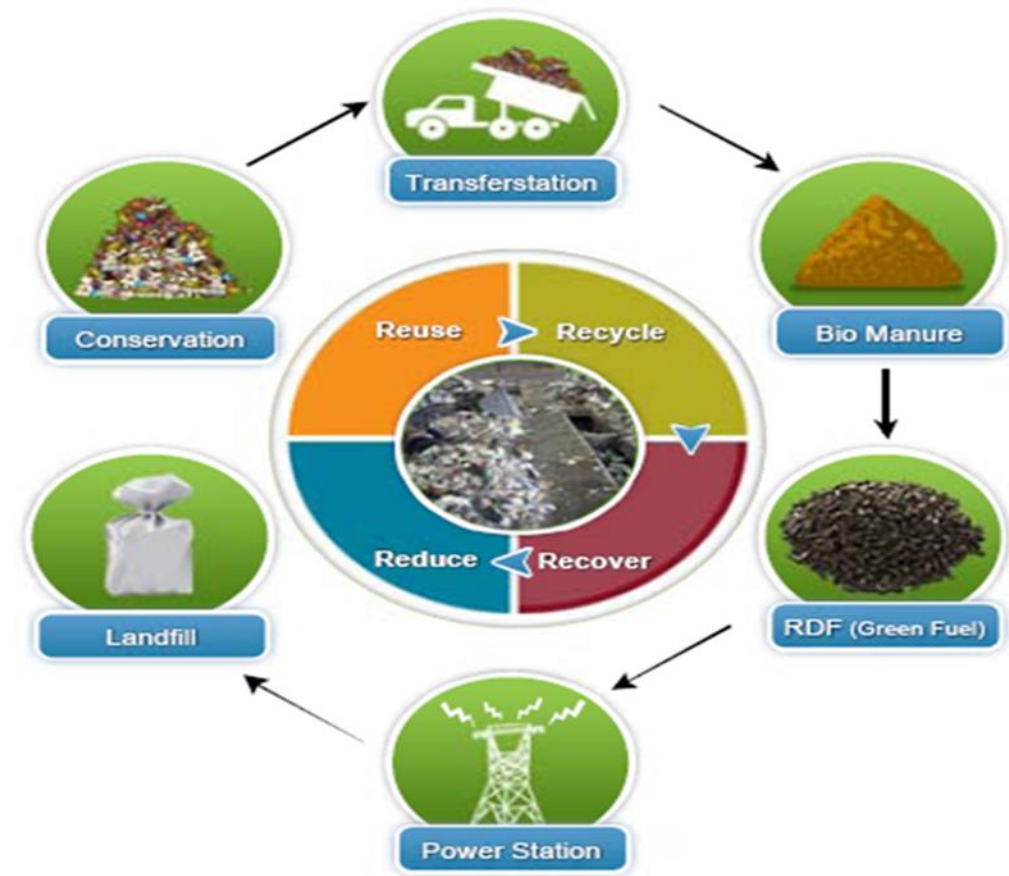 Transferstation
Conservation
Bio Manure
Reuse
Recycle
Reduce
Recover
Landfill
RDF (Green Fuel)
Power Station